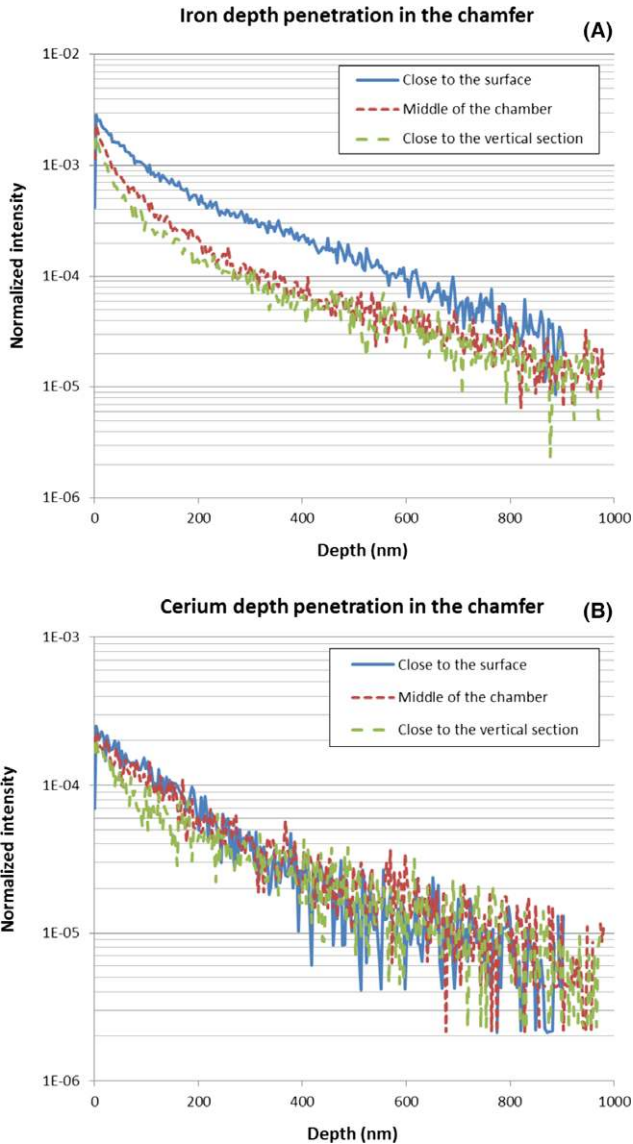 Iron depth penetration in the chamfer
(A)
1E-02
Close to the surface
Middle of the chamber
Close to the vertical section
1E-03
Normalized intensity
1E-04
1E-05
1E-06
0 200 400 600 800 1000
Depth (nm)
Cerium depth penetration in the chamfer
(B)
1E-03
Close to the surface
Middle of the chamber
Close to the vertical section
1E-04
Normalized intensity
1E-05
1E-06
0 200 400 600 800 1000
Depth (nm)